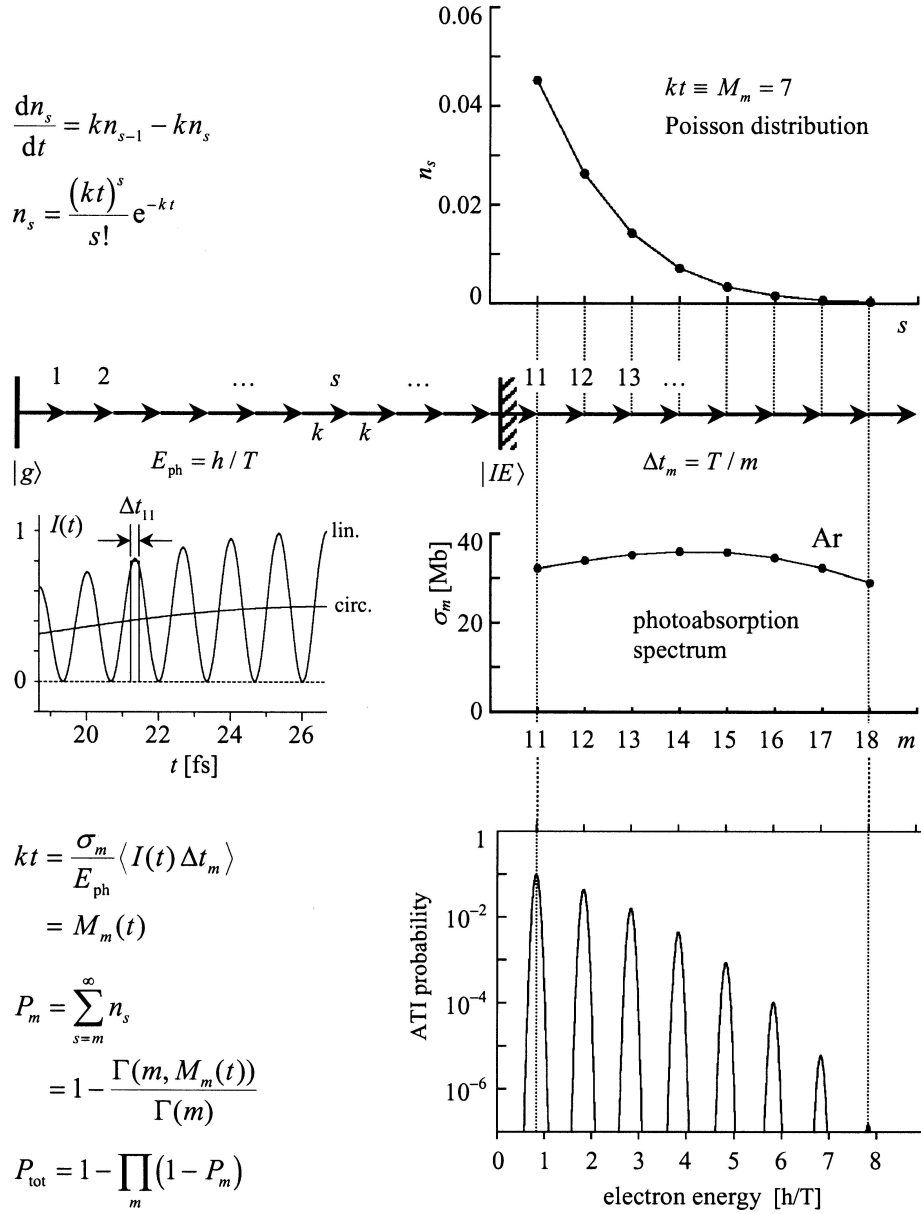 dn_s/dt = kn_{s-1} − kn_s
n_s = (kt)^s/s! e^{−kt}
0.06
0.04
0.02
0
n_s
kt ≡ M_m = 7
Poisson distribution
s
1 2 ... s ... 11 12 13 ...
k k
|g⟩
E_ph = h / T
|IE⟩
Δt_m = T / m
I(t)
Δt_11
lin.
circ.
1
0
20 22 24 26
t [fs]
40
20
0
σ_m [Mb]
Ar
photoabsorption
spectrum
11 12 13 14 15 16 17 18 m
kt = σ_m/E_ph ⟨I(t) Δt_m⟩
= M_m(t)
P_m = ∑_{s=m}^{∞} n_s
= 1 − Γ(m, M_m(t))/Γ(m)
P_tot = 1 − ∏_m (1 − P_m)
1
10^{−2}
10^{−4}
10^{−6}
ATI probability
0 1 2 3 4 5 6 7 8
electron energy [h/T]